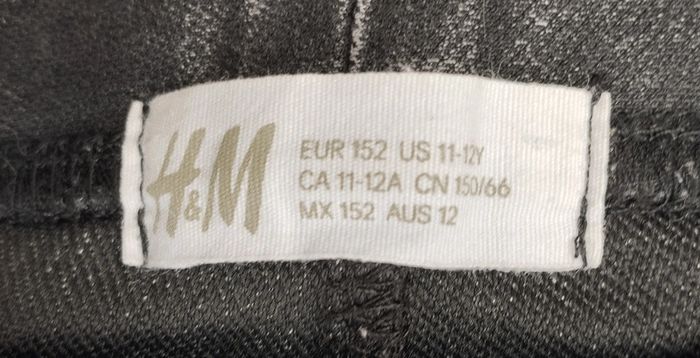 H&M
EUR 152 US 11-12Y
CA 11-12A CN 150/66
MX 152 AUS 12